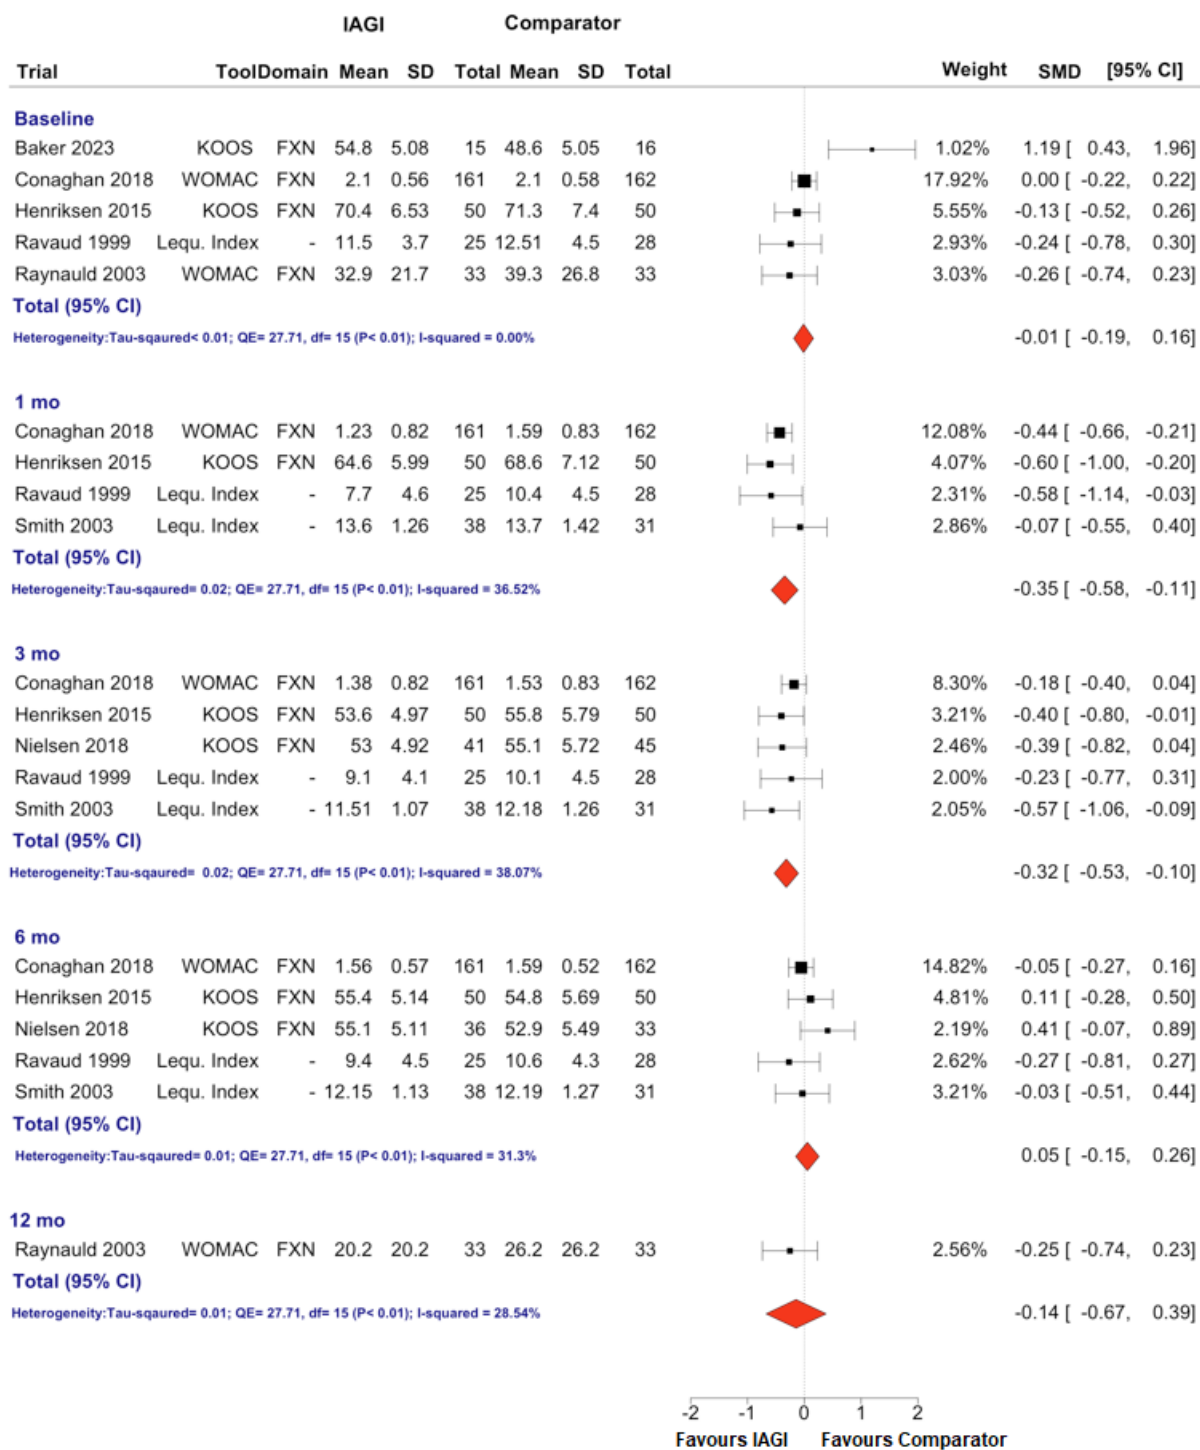 IAGI Comparator
Trial ToolDomain Mean SD Total Mean SD Total Weight SMD [95% CI]
Baseline
Baker 2023 KOOS FXN 54.8 5.08 15 48.6 5.05 16 1.02% 1.19 [ 0.43, 1.96]
Conaghan 2018 WOMAC FXN 2.1 0.56 161 2.1 0.58 162 17.92% 0.00 [ -0.22, 0.22]
Henriksen 2015 KOOS FXN 70.4 6.53 50 71.3 7.4 50 5.55% -0.13 [ -0.52, 0.26]
Ravaud 1999 Lequ. Index - 11.5 3.7 25 12.51 4.5 28 2.93% -0.24 [ -0.78, 0.30]
Raynauld 2003 WOMAC FXN 32.9 21.7 33 39.3 26.8 33 3.03% -0.26 [ -0.74, 0.23]
Total (95% CI)
Heterogeneity:Tau-sqaured< 0.01; QE= 27.71, df= 15 (P< 0.01); I-squared = 0.00% -0.01 [ -0.19, 0.16]
1 mo
Conaghan 2018 WOMAC FXN 1.23 0.82 161 1.59 0.83 162 12.08% -0.44 [ -0.66, -0.21]
Henriksen 2015 KOOS FXN 64.6 5.99 50 68.6 7.12 50 4.07% -0.60 [ -1.00, -0.20]
Ravaud 1999 Lequ. Index - 7.7 4.6 25 10.4 4.5 28 2.31% -0.58 [ -1.14, -0.03]
Smith 2003 Lequ. Index - 13.6 1.26 38 13.7 1.42 31 2.86% -0.07 [ -0.55, 0.40]
Total (95% CI)
Heterogeneity:Tau-sqaured= 0.02; QE= 27.71, df= 15 (P< 0.01); I-squared = 36.52% -0.35 [ -0.58, -0.11]
3 mo
Conaghan 2018 WOMAC FXN 1.38 0.82 161 1.53 0.83 162 8.30% -0.18 [ -0.40, 0.04]
Henriksen 2015 KOOS FXN 53.6 4.97 50 55.8 5.79 50 3.21% -0.40 [ -0.80, -0.01]
Nielsen 2018 KOOS FXN 53 4.92 41 55.1 5.72 45 2.46% -0.39 [ -0.82, 0.04]
Ravaud 1999 Lequ. Index - 9.1 4.1 25 10.1 4.5 28 2.00% -0.23 [ -0.77, 0.31]
Smith 2003 Lequ. Index - 11.51 1.07 38 12.18 1.26 31 2.05% -0.57 [ -1.06, -0.09]
Total (95% CI)
Heterogeneity:Tau-sqaured= 0.02; QE= 27.71, df= 15 (P< 0.01); I-squared = 38.07% -0.32 [ -0.53, -0.10]
6 mo
Conaghan 2018 WOMAC FXN 1.56 0.57 161 1.59 0.52 162 14.82% -0.05 [ -0.27, 0.16]
Henriksen 2015 KOOS FXN 55.4 5.14 50 54.8 5.69 50 4.81% 0.11 [ -0.28, 0.50]
Nielsen 2018 KOOS FXN 55.1 5.11 36 52.9 5.49 33 2.19% 0.41 [ -0.07, 0.89]
Ravaud 1999 Lequ. Index - 9.4 4.5 25 10.6 4.3 28 2.62% -0.27 [ -0.81, 0.27]
Smith 2003 Lequ. Index - 12.15 1.13 38 12.19 1.27 31 3.21% -0.03 [ -0.51, 0.44]
Total (95% CI)
Heterogeneity:Tau-sqaured= 0.01; QE= 27.71, df= 15 (P< 0.01); I-squared = 31.3% 0.05 [ -0.15, 0.26]
12 mo
Raynauld 2003 WOMAC FXN 20.2 20.2 33 26.2 26.2 33 2.56% -0.25 [ -0.74, 0.23]
Total (95% CI)
Heterogeneity:Tau-sqaured= 0.01; QE= 27.71, df= 15 (P< 0.01); I-squared = 28.54% -0.14 [ -0.67, 0.39]
-2 -1 0 1 2
Favours IAGI Favours Comparator